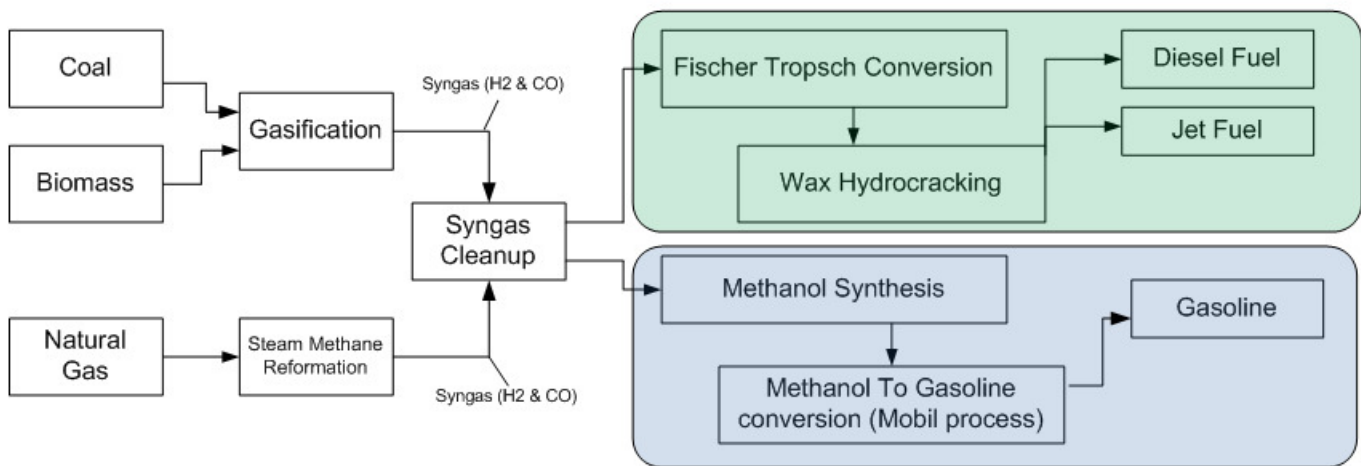 Coal
Biomass
Gasification
Syngas (H2 & CO)
Natural
Gas
Steam Methane
Reformation
Syngas (H2 & CO)
Syngas
Cleanup
Fischer Tropsch Conversion
Wax Hydrocracking
Diesel Fuel
Jet Fuel
Methanol Synthesis
Methanol To Gasoline
conversion (Mobil process)
Gasoline